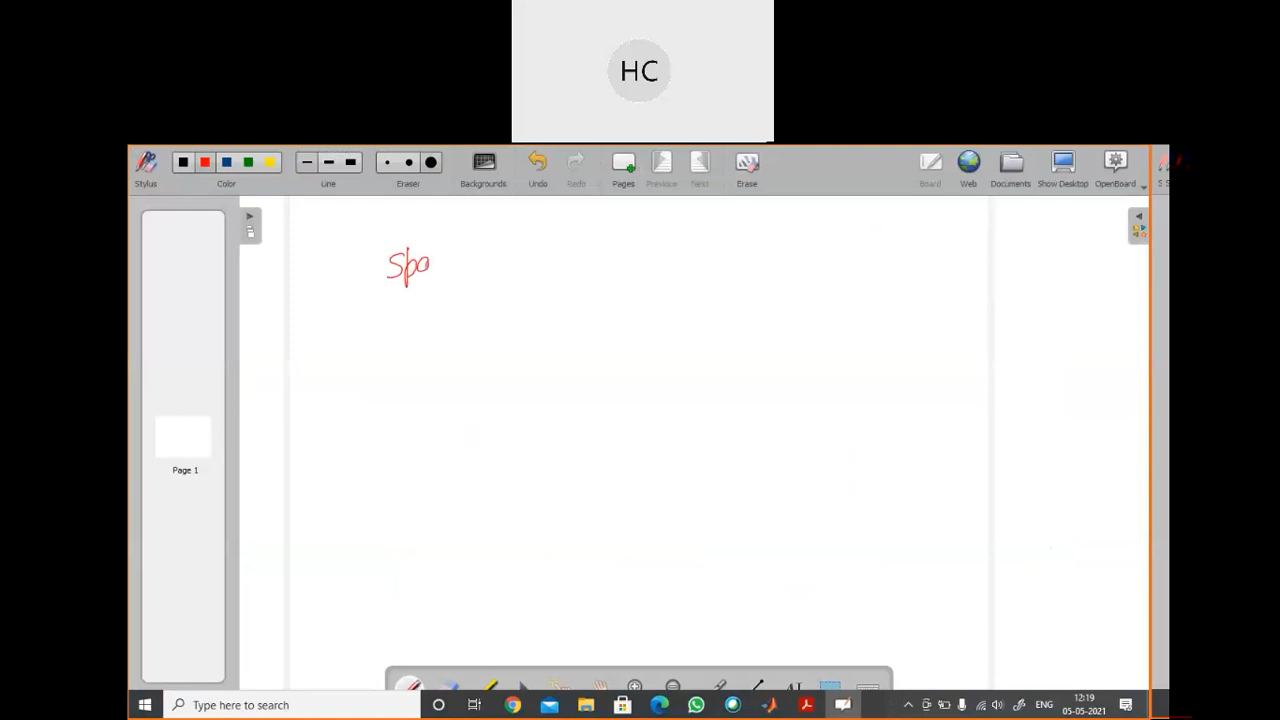 HC
Stylus Color Line Eraser Backgrounds Undo Redo Pages Previous Next Erase Board Web Documents Show Desktop OpenBoard
Spa
Page 1
Type here to search
ENG
12:19
05-05-2021